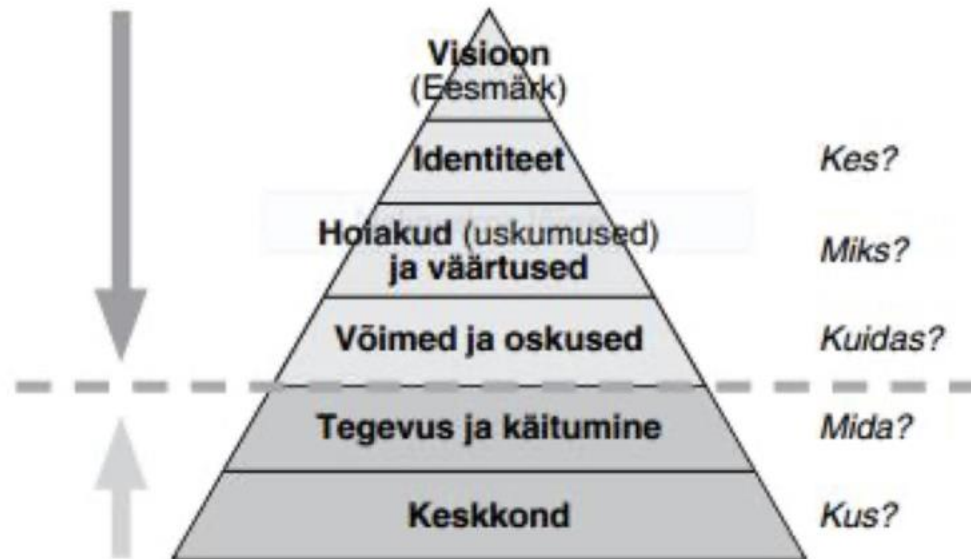 Visioon
(Eesmärk)
Identiteet
Kes?
Hoiakud (uskumused)
ja väärtused
Miks?
Võimed ja oskused
Kuidas?
Tegevus ja käitumine
Mida?
Keskkond
Kus?